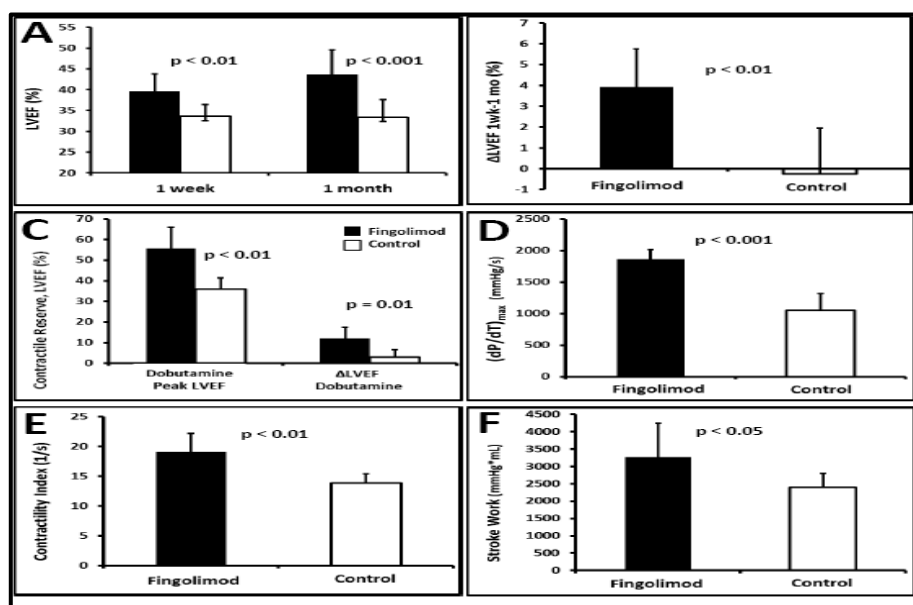 A
LVEF (%)
55
50
45
40
35
30
25
20
p < 0.01
p < 0.001
1 week
1 month
ΔLVEF 1wk-1 mo (%)
7
6
5
4
3
2
1
0
-1
p < 0.01
Fingolimod
Control
C
Contractile Reserve, LVEF (%)
70
60
50
40
30
20
10
0
Fingolimod
Control
p < 0.01
p = 0.01
Dobutamine
Peak LVEF
ΔLVEF
Dobutamine
D
(dP/dT)max (mmHg/s)
2500
2000
1500
1000
500
0
p < 0.001
Fingolimod
Control
E
Contractility Index (1/s)
25
20
15
10
5
0
p < 0.01
Fingolimod
Control
F
Stroke Work (mmHg*mL)
4500
4000
3500
3000
2500
2000
1500
1000
500
0
p < 0.05
Fingolimod
Control